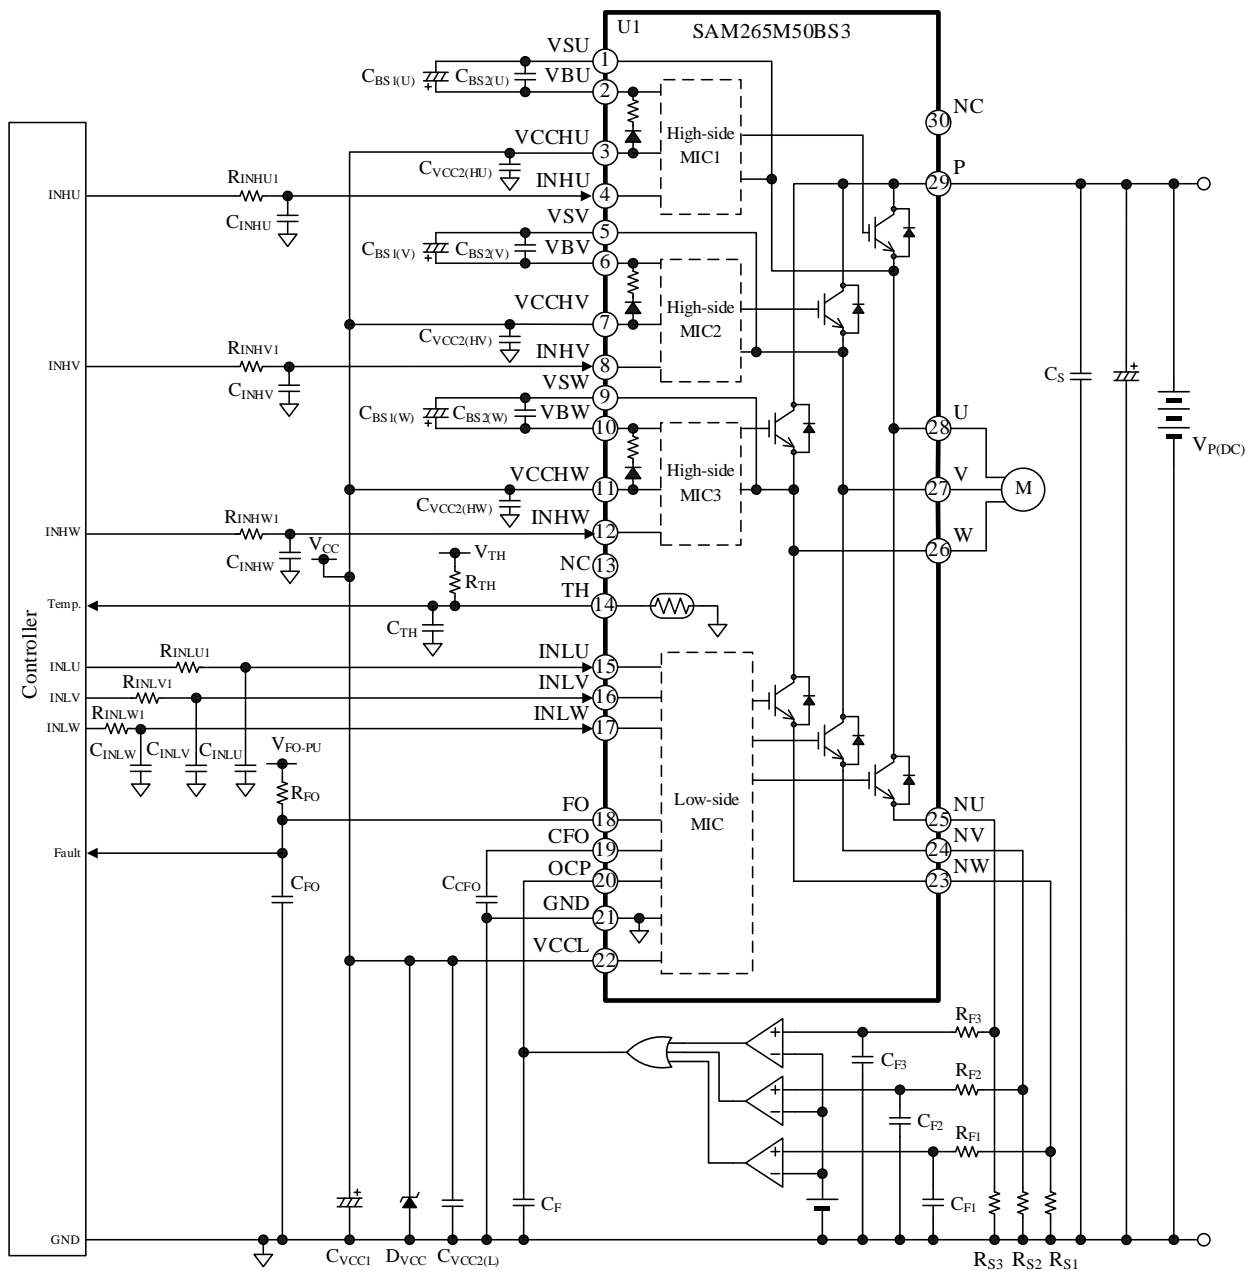 U1
SAM265M50BS3
VSU
1
CBS1(U)
CBS2(U)
VBU
2
NC
30
High-side
MIC1
VCCHU
3
CVCC2(HU)
P
29
INHU
RINHU1
INHU
4
CINHU
VSV
5
CBS1(V)
CBS2(V)
VBV
6
High-side
MIC2
VCCHV
7
CVCC2(HV)
INHV
RINHV1
INHV
8
CINHV
CS
VSW
9
CBS1(W)
CBS2(W)
VBW
10
U
28
VP(DC)
High-side
MIC3
VCCHW
11
CVCC2(HW)
V
27
M
INHW
RINHW1
INHW
12
CINHW
VCC
W
26
VTH
NC
13
RTH
Temp.
TH
14
CTH
Controller
INLU
RINLU1
INLU
15
INLV
RINLV1
INLV
16
INLW
RINLW1
INLW
17
CINLW
CINLV
CINLU
VFO-PU
RFO
Low-side
MIC
FO
18
NU
25
Fault
CFO
19
NV
24
OCP
20
NW
23
CFO
CCFO
GND
21
VCCL
22
RF3
+
−
CF3
RF2
+
−
CF2
RF1
+
−
CF
CF1
GND
CVCC1
DVCC
CVCC2(L)
RS3
RS2
RS1
+
+
+
+
+